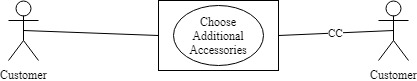 Choose
Additional
Accessories
CC
Customer
Customer